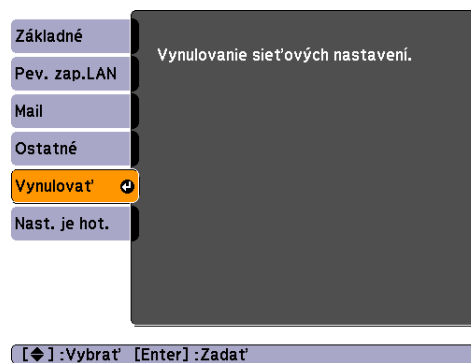 Základné
Pev. zap.LAN
Mail
Ostatné
Vynulovať
Nast. je hot.
Vynulovanie sieťových nastavení.
[◆] :Vybrať [Enter] :Zadať